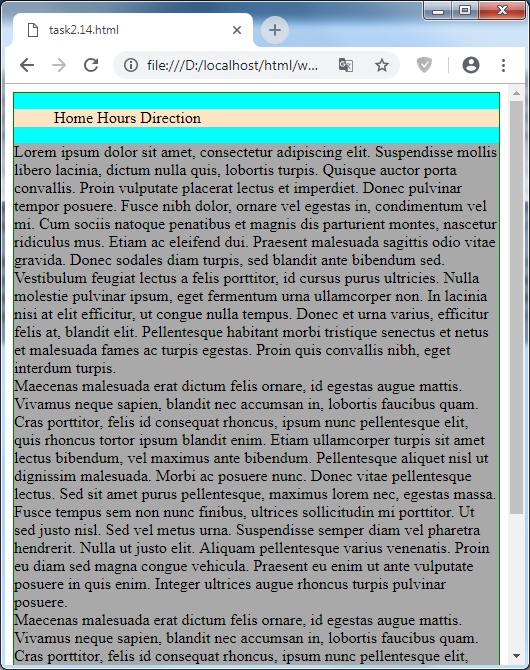 task2.14.html
file:///D:/localhost/html/w...
Home Hours Direction
Lorem ipsum dolor sit amet, consectetur adipiscing elit. Suspendisse mollis
libero lacinia, dictum nulla quis, lobortis turpis. Quisque auctor porta
convallis. Proin vulputate placerat lectus et imperdiet. Donec pulvinar
tempor posuere. Fusce nibh dolor, ornare vel egestas in, condimentum vel
mi. Cum sociis natoque penatibus et magnis dis parturient montes, nascetur
ridiculus mus. Etiam ac eleifend dui. Praesent malesuada sagittis odio vitae
gravida. Donec sodales diam turpis, sed blandit ante bibendum sed.
Vestibulum feugiat lectus a felis porttitor, id cursus purus ultricies. Nulla
molestie pulvinar ipsum, eget fermentum urna ullamcorper non. In lacinia
nisi at elit efficitur, ut congue nulla tempus. Donec et urna varius, efficitur
felis at, blandit elit. Pellentesque habitant morbi tristique senectus et netus
et malesuada fames ac turpis egestas. Proin quis convallis nibh, eget
interdum turpis.
Maecenas malesuada erat dictum felis ornare, id egestas augue mattis.
Vivamus neque sapien, blandit nec accumsan in, lobortis faucibus quam.
Cras porttitor, felis id consequat rhoncus, ipsum nunc pellentesque elit,
quis rhoncus tortor ipsum blandit enim. Etiam ullamcorper turpis sit amet
lectus bibendum, vel maximus ante bibendum. Pellentesque aliquet nisl ut
dignissim malesuada. Morbi ac posuere nunc. Donec vitae pellentesque
lectus. Sed sit amet purus pellentesque, maximus lorem nec, egestas massa.
Fusce tempus sem non nunc finibus, ultrices sollicitudin mi porttitor. Ut
sed justo nisl. Sed vel metus urna. Suspendisse semper diam vel pharetra
hendrerit. Nulla ut justo elit. Aliquam pellentesque varius venenatis. Proin
eu diam sed magna congue vehicula. Praesent eu enim ut ante vulputate
posuere in quis enim. Integer ultrices augue rhoncus turpis pulvinar
posuere.
Maecenas malesuada erat dictum felis ornare, id egestas augue mattis.
Vivamus neque sapien, blandit nec accumsan in, lobortis faucibus quam.
Cras porttitor, felis id consequat rhoncus, ipsum nunc pellentesque elit,